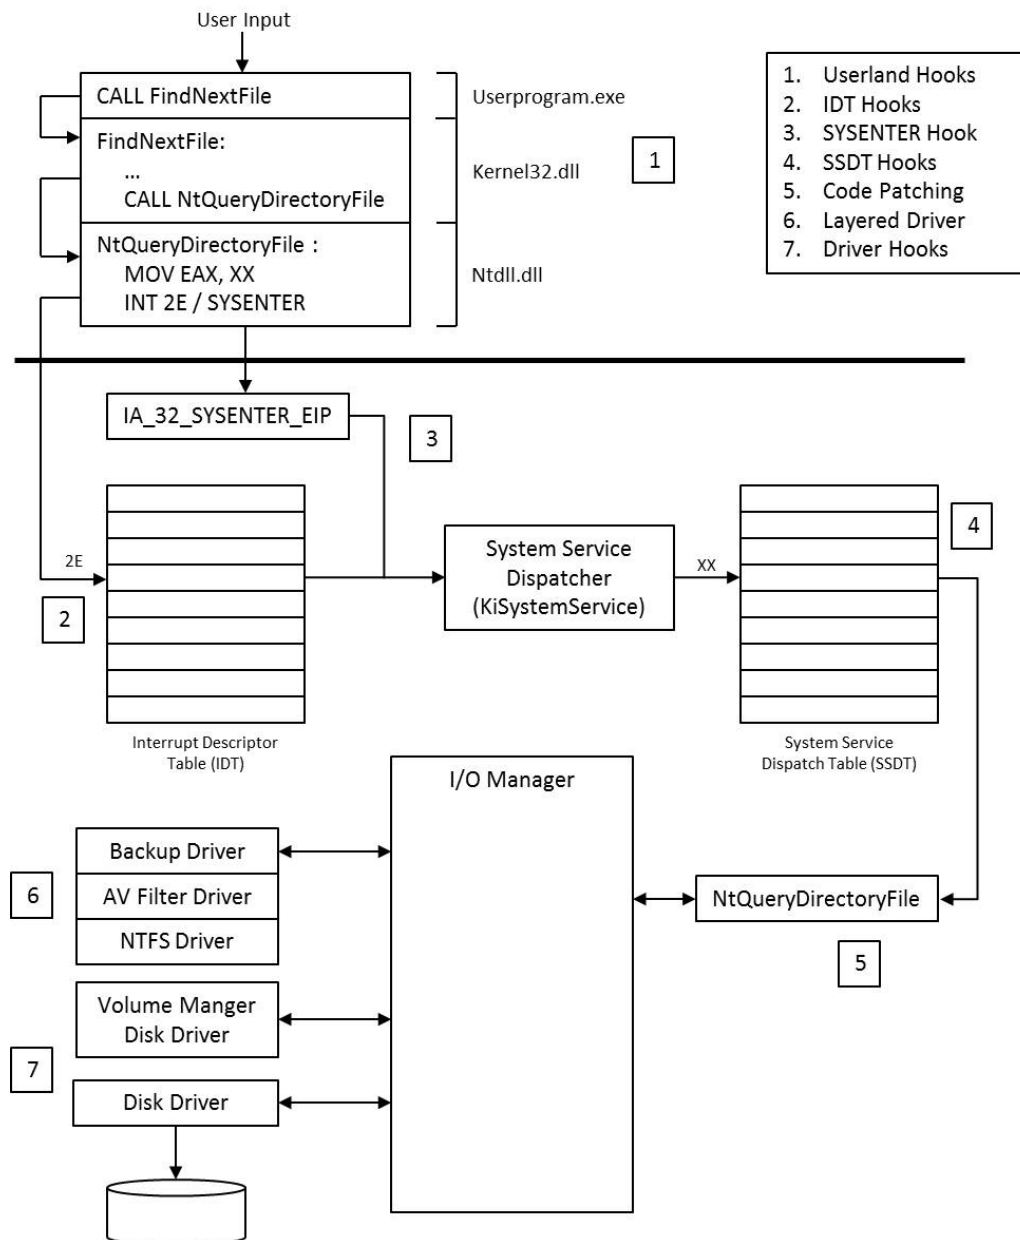 User Input
CALL FindNextFile
FindNextFile:
...
CALL NtQueryDirectoryFile
NtQueryDirectoryFile :
MOV EAX, XX
INT 2E / SYSENTER
Userprogram.exe
Kernel32.dll
Ntdll.dll
1
1. Userland Hooks
2. IDT Hooks
3. SYSENTER Hook
4. SSDT Hooks
5. Code Patching
6. Layered Driver
7. Driver Hooks
IA_32_SYSENTER_EIP
3
2E
2
Interrupt Descriptor
Table (IDT)
System Service
Dispatcher
(KiSystemService)
XX
4
System Service
Dispatch Table (SSDT)
I/O Manager
Backup Driver
AV Filter Driver
NTFS Driver
6
Volume Manger
Disk Driver
7
Disk Driver
NtQueryDirectoryFile
5